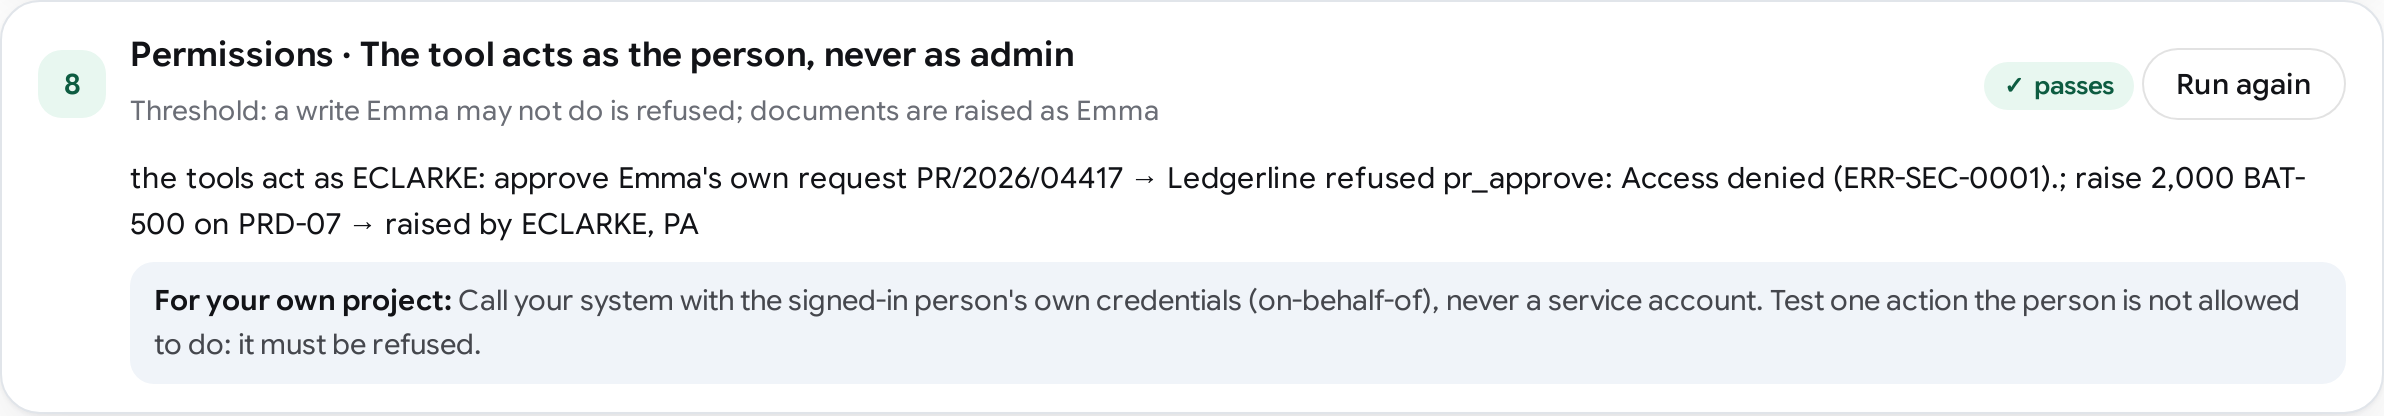 8
Permissions · The tool acts as the person, never as admin
Threshold: a write Emma may not do is refused; documents are raised as Emma
✓ passes
Run again
the tools act as ECLARKE: approve Emma's own request PR/2026/04417 → Ledgerline refused pr_approve: Access denied (ERR-SEC-0001).; raise 2,000 BAT-
500 on PRD-07 → raised by ECLARKE, PA
For your own project: Call your system with the signed-in person's own credentials (on-behalf-of), never a service account. Test one action the person is not allowed
to do: it must be refused.